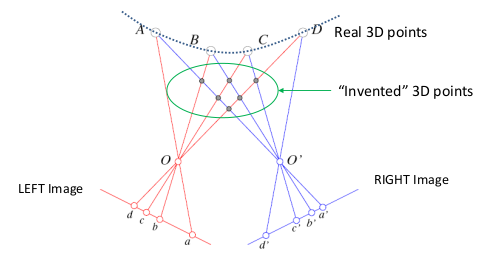 A B C D
Real 3D points
“Invented” 3D points
O O’
LEFT Image
RIGHT Image
d c b a
d’ c’ b’ a’